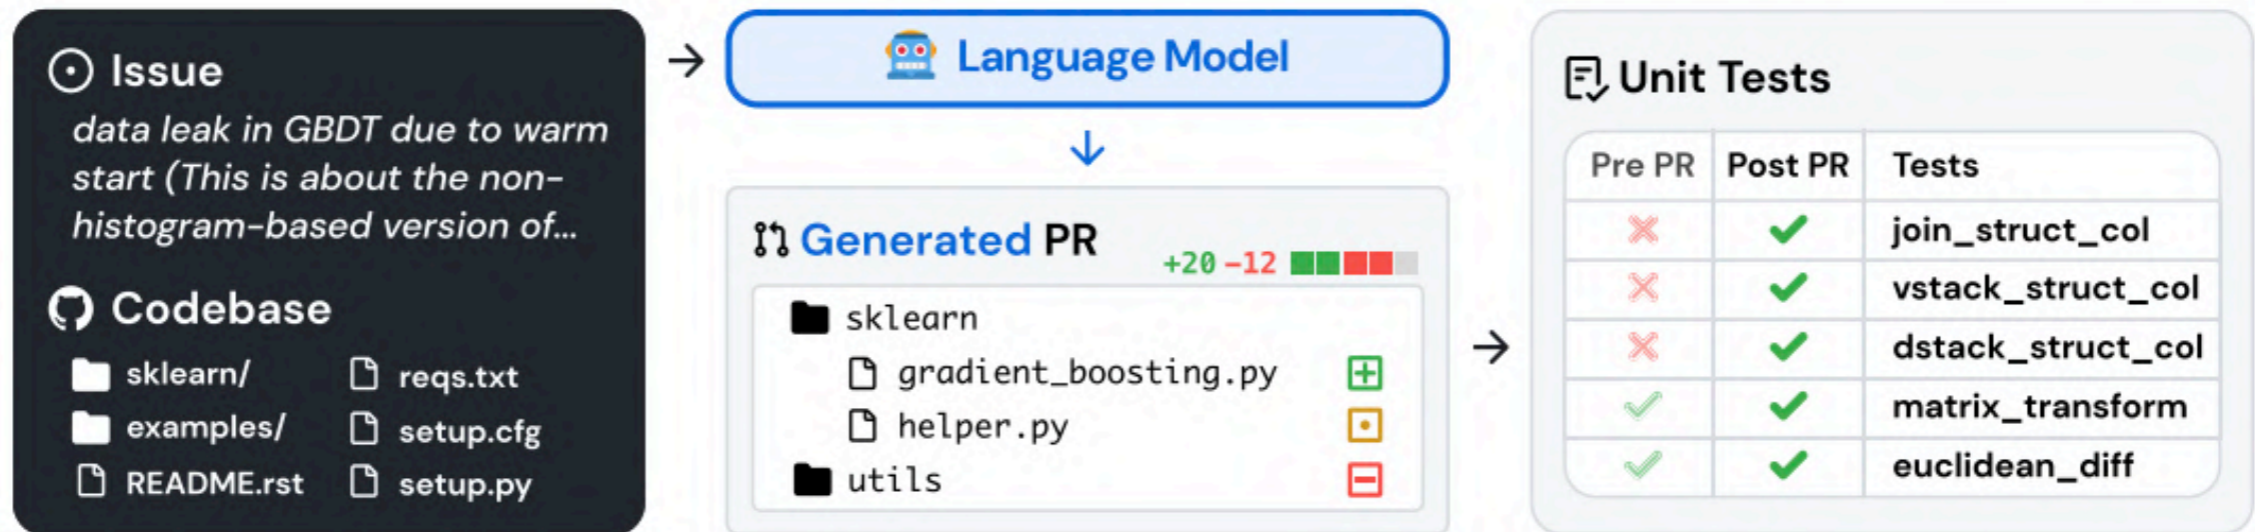 Issue
data leak in GBDT due to warm
start (This is about the non-
histogram-based version of...
Codebase
sklearn/
reqs.txt
examples/
setup.cfg
README.rst
setup.py
Language Model
Generated PR
+20 -12
sklearn
gradient_boosting.py
helper.py
utils
Unit Tests
Pre PR Post PR Tests
join_struct_col
vstack_struct_col
dstack_struct_col
matrix_transform
euclidean_diff